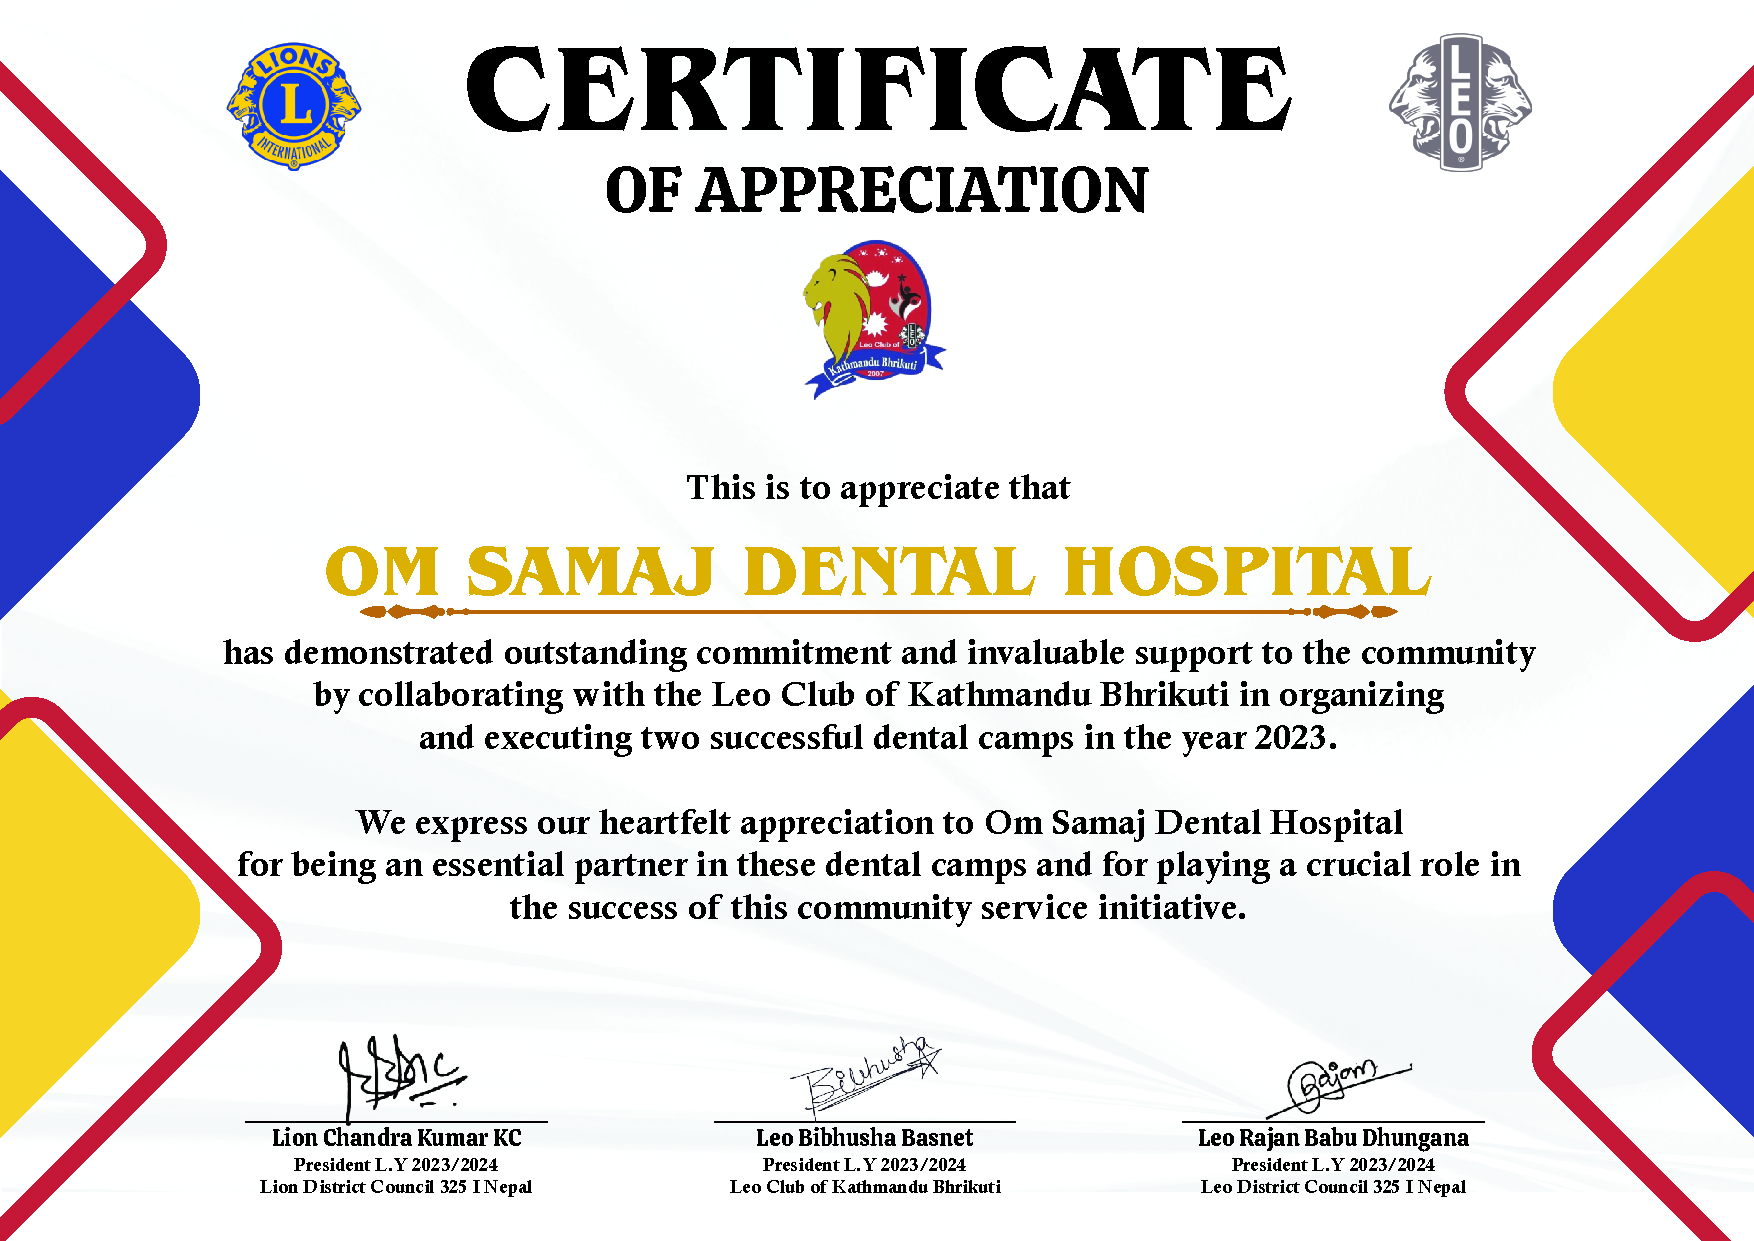 LIONS
L
INTERNATIONAL
®
CERTIFICATE
OF APPRECIATION
LEO
®
LEO
Leo Club of
Kathmandu Bhrikuti
2007
This is to appreciate that
OM SAMAJ DENTAL HOSPITAL
has demonstrated outstanding commitment and invaluable support to the community
by collaborating with the Leo Club of Kathmandu Bhrikuti in organizing
and executing two successful dental camps in the year 2023.
We express our heartfelt appreciation to Om Samaj Dental Hospital
for being an essential partner in these dental camps and for playing a crucial role in
the success of this community service initiative.
Bibhusha
Rajan
Lion Chandra Kumar KC
President L.Y 2023/2024
Lion District Council 325 I Nepal
Leo Bibhusha Basnet
President L.Y 2023/2024
Leo Club of Kathmandu Bhrikuti
Leo Rajan Babu Dhungana
President L.Y 2023/2024
Leo District Council 325 I Nepal